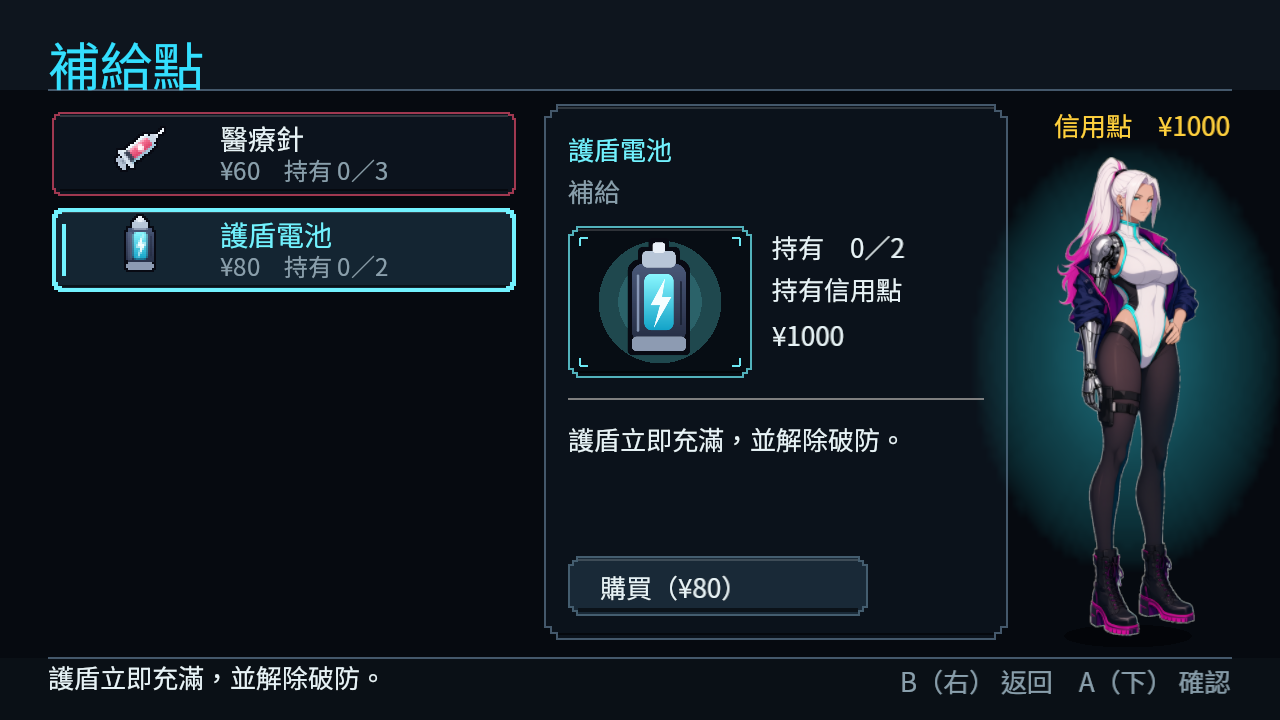 補給點
醫療針
¥60 持有 0／3
護盾電池
¥80 持有 0／2
護盾電池
補給
持有 0／2
持有信用點
¥1000
護盾立即充滿，並解除破防。
購買（¥80）
信用點 ¥1000
護盾立即充滿，並解除破防。
B（右） 返回 A（下） 確認